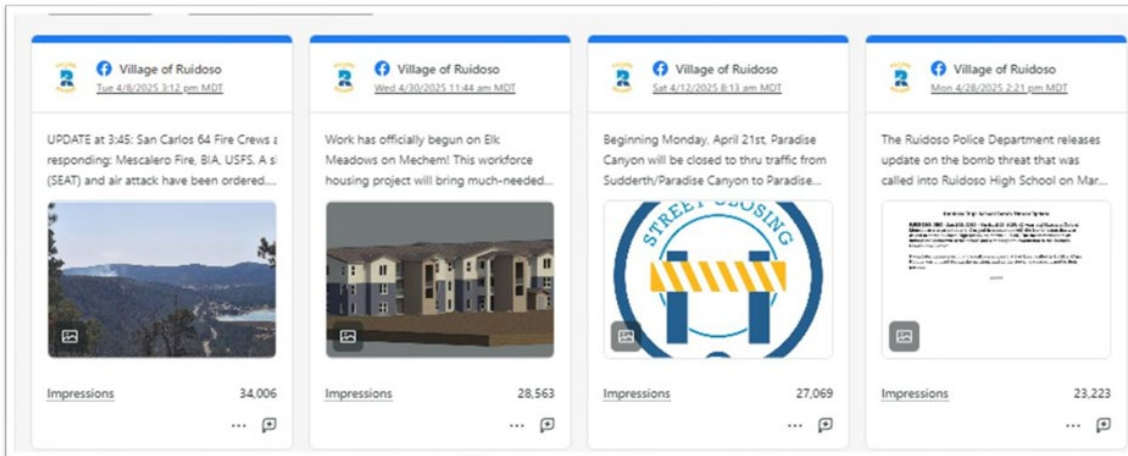 Village of Ruidoso
Tue 4/8/2025 3:12 pm MDT
UPDATE at 3:45: San Carlos 64 Fire Crews a
responding: Mescalero Fire, BIA, USFS. A si
(SEAT) and air attack have been ordered....
Impressions 34,006
Village of Ruidoso
Wed 4/30/2025 11:44 am MDT
Work has officially begun on Elk
Meadows on Mechem! This workforce
housing project will bring much-needed...
Impressions 28,563
Village of Ruidoso
Sat 4/12/2025 8:13 am MDT
Beginning Monday, April 21st, Paradise
Canyon will be closed to thru traffic from
Sudderth/Paradise Canyon to Paradise...
STREET CLOSING
Impressions 27,069
Village of Ruidoso
Mon 4/28/2025 2:21 pm MDT
The Ruidoso Police Department releases
update on the bomb threat that was
called into Ruidoso High School on Mar...
Impressions 23,223